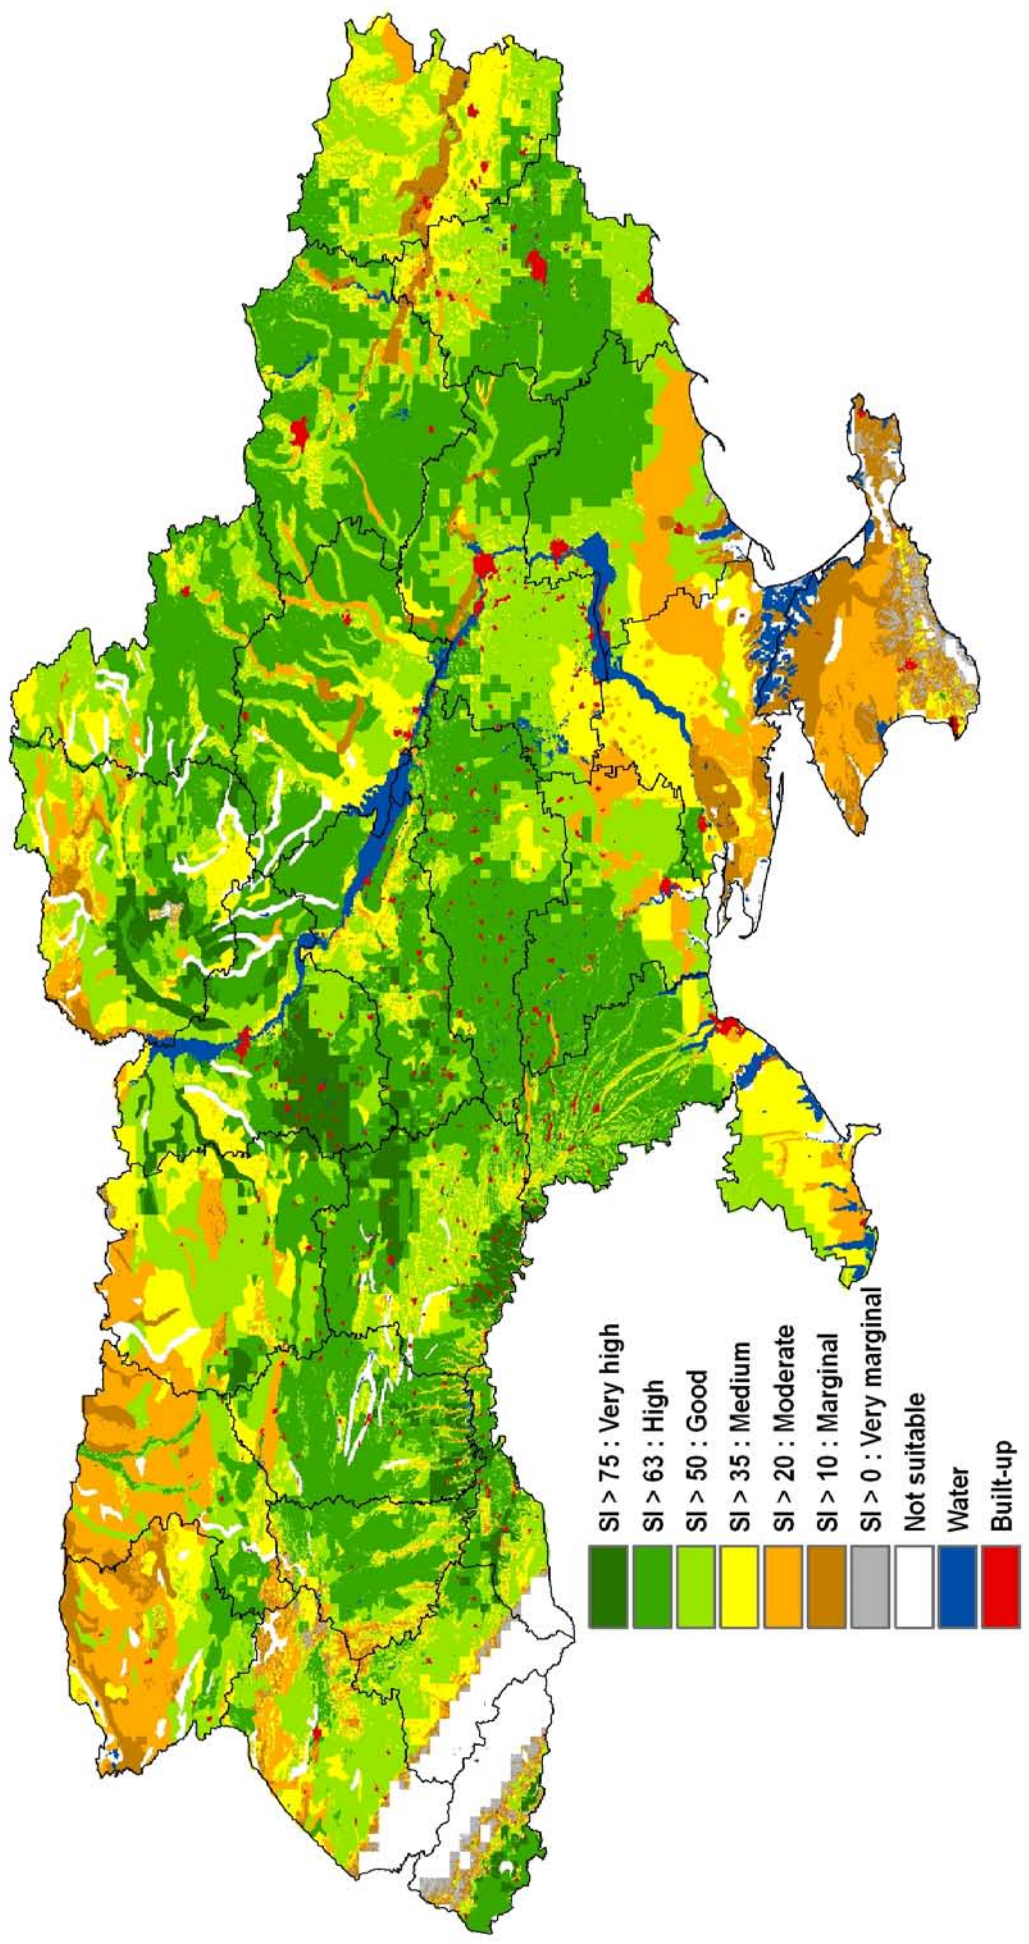 SI > 75 : Very high
SI > 63 : High
SI > 50 : Good
SI > 35 : Medium
SI > 20 : Moderate
SI > 10 : Marginal
SI > 0 : Very marginal
Not suitable
Water
Built-up